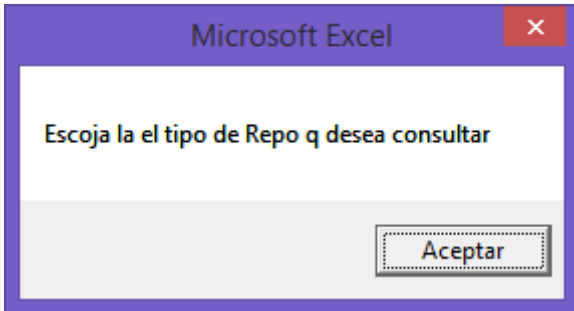 Microsoft Excel
Escoja la el tipo de Repo q desea consultar
Aceptar